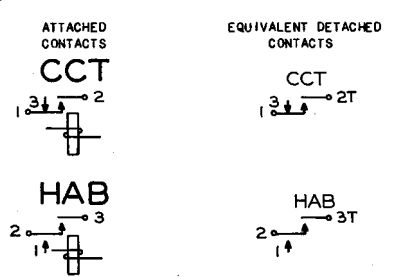 ATTACHED
CONTACTS
EQUIVALENT DETACHED
CONTACTS
CCT
3
2
1
CCT
3
2T
1
HAB
3
2
1
HAB
3T
2
1